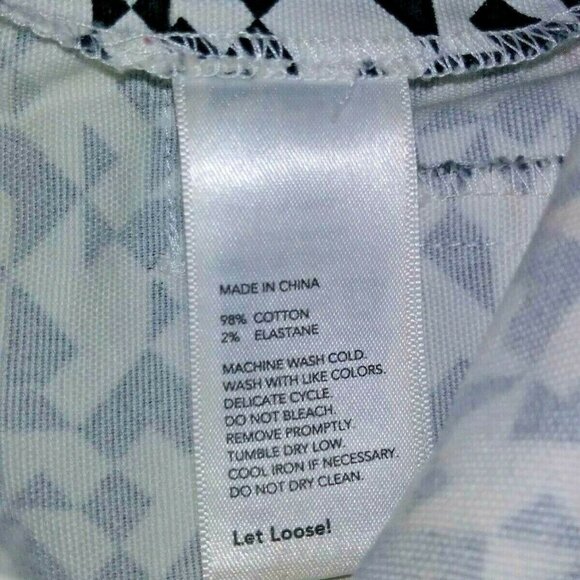 MADE IN CHINA
98% COTTON
2% ELASTANE
MACHINE WASH COLD.
WASH WITH LIKE COLORS.
DELICATE CYCLE.
DO NOT BLEACH.
REMOVE PROMPTLY.
TUMBLE DRY LOW.
COOL IRON IF NECESSARY.
DO NOT DRY CLEAN.
Let Loose!